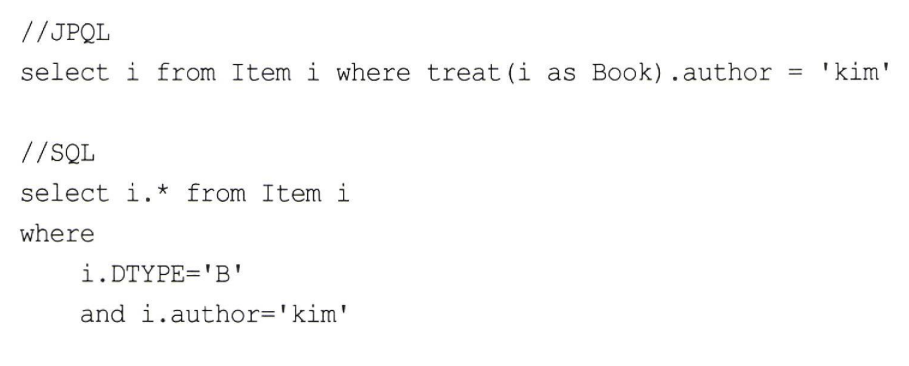 //JPQL
select i from Item i where treat(i as Book).author = 'kim'
//SQL
select i.* from Item i
where
i.DTYPE='B'
and i.author='kim'